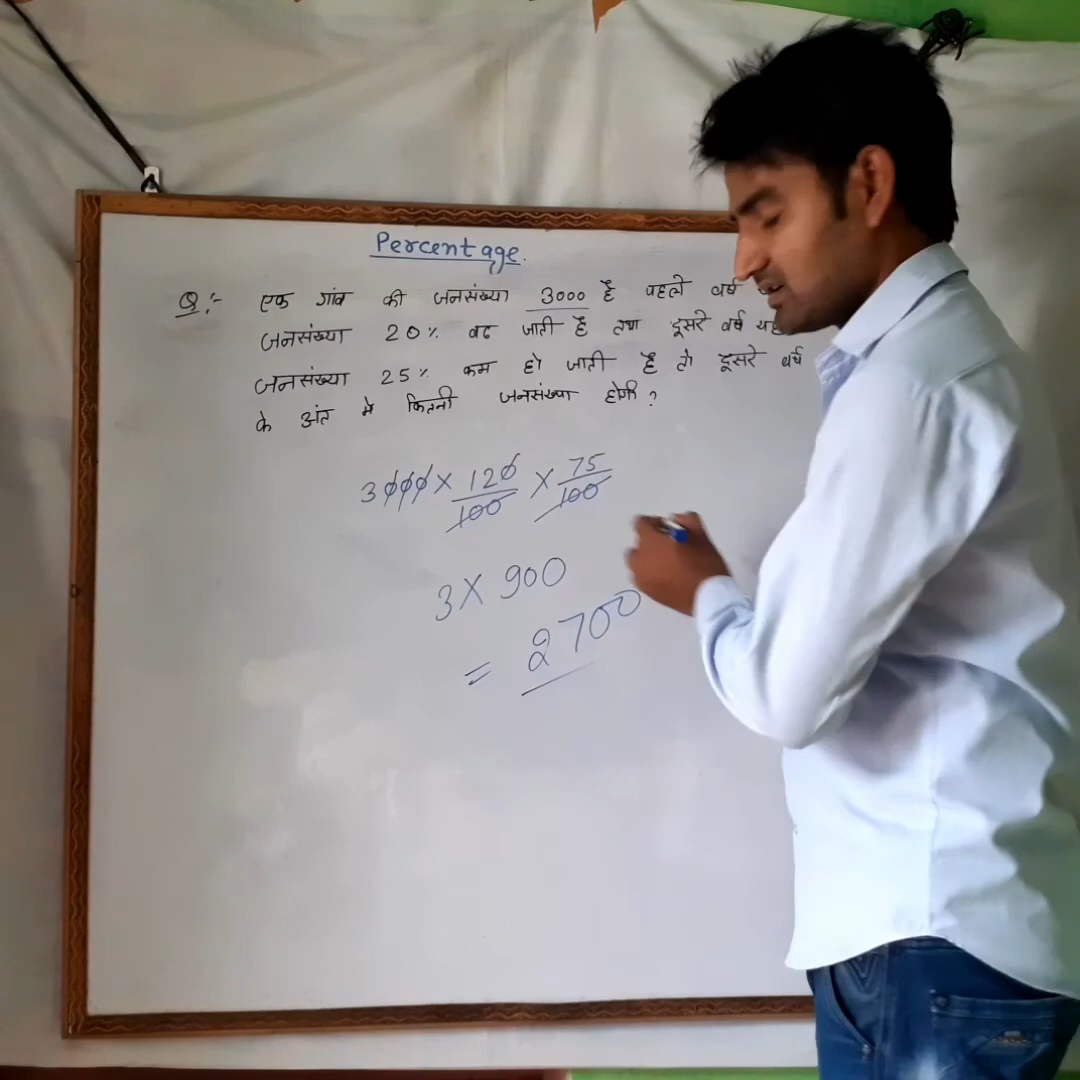 Percentage.
Q:- एक गांव की जनसंख्या 3000 है पहले वर्ष
जनसंख्या 20% बढ जाती है तथा दूसरे वर्ष
जनसंख्या 25% कम हो जाती है तो दूसरे वर्ष
के अंत मे कितनी जनसंख्या होगी ?
3000 × 120/100 × 75/100
3 × 900
= 2700